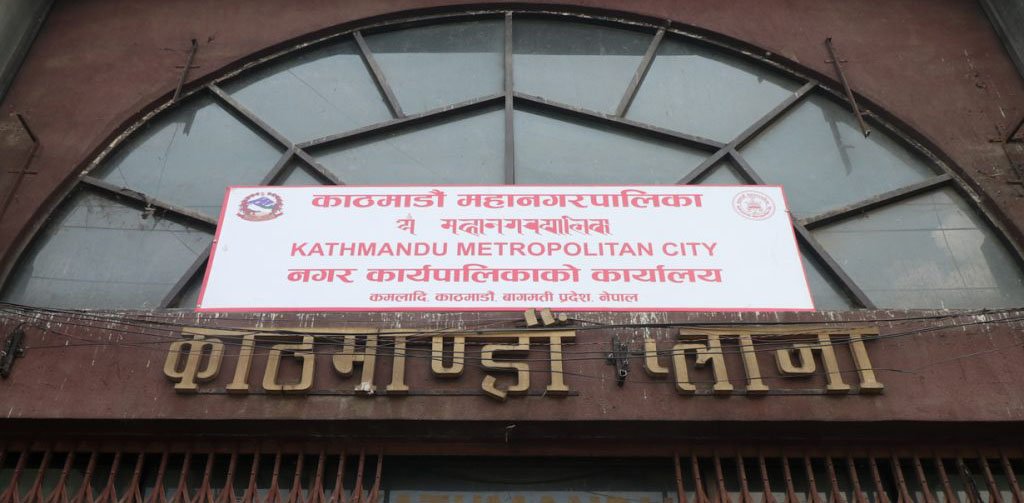 काठमाडौं महानगरपालिका
KATHMANDU METROPOLITAN CITY
नगर कार्यपालिकाको कार्यालय
कमलादि, काठमाडौं, बागमती प्रदेश, नेपाल
काठमाण्डौं प्लाजा